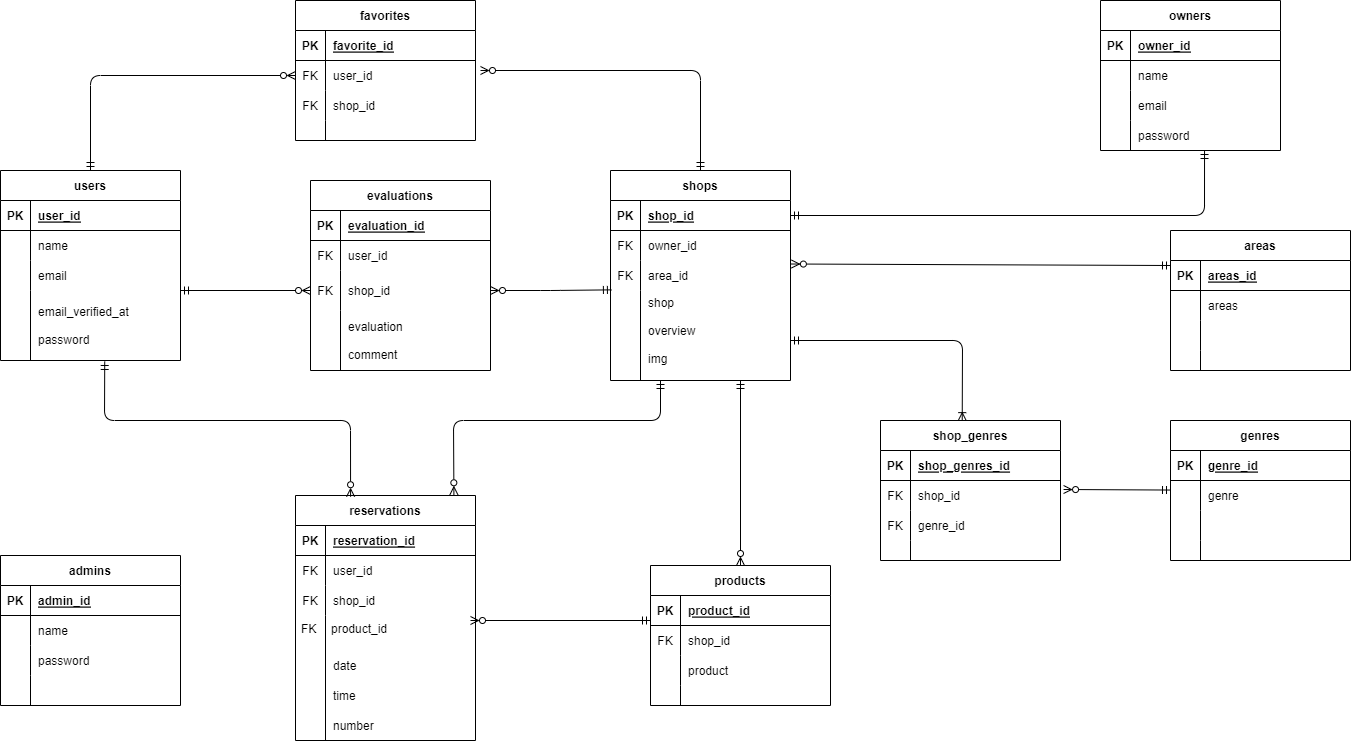 favorites
PK favorite_id
FK user_id
FK shop_id
owners
PK owner_id
name
email
password
users
PK user_id
name
email
email_verified_at
password
evaluations
PK evaluation_id
FK user_id
FK shop_id
evaluation
comment
shops
PK shop_id
FK owner_id
FK area_id
shop
overview
img
areas
PK areas_id
areas
shop_genres
PK shop_genres_id
FK shop_id
FK genre_id
genres
PK genre_id
genre
reservations
PK reservation_id
FK user_id
FK shop_id
FK product_id
date
time
number
admins
PK admin_id
name
password
products
PK product_id
FK shop_id
product